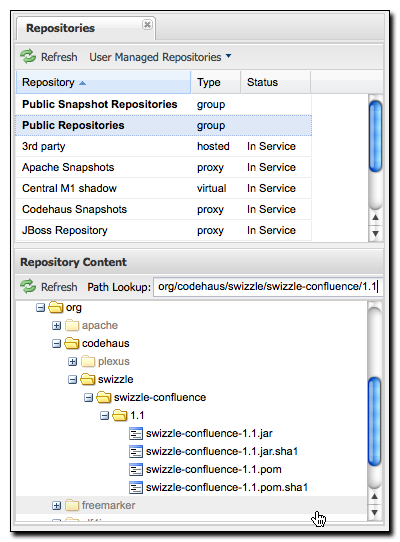 Repositories
Refresh User Managed Repositories
Repository Type Status
Public Snapshot Repositories group
Public Repositories group
3rd party hosted In Service
Apache Snapshots proxy In Service
Central M1 shadow virtual In Service
Codehaus Snapshots proxy In Service
JBoss Repository proxy In Service
Repository Content
Refresh Path Lookup: org/codehaus/swizzle/swizzle-confluence/1.1
org
apache
codehaus
plexus
swizzle
swizzle-confluence
1.1
swizzle-confluence-1.1.jar
swizzle-confluence-1.1.jar.sha1
swizzle-confluence-1.1.pom
swizzle-confluence-1.1.pom.sha1
freemarker